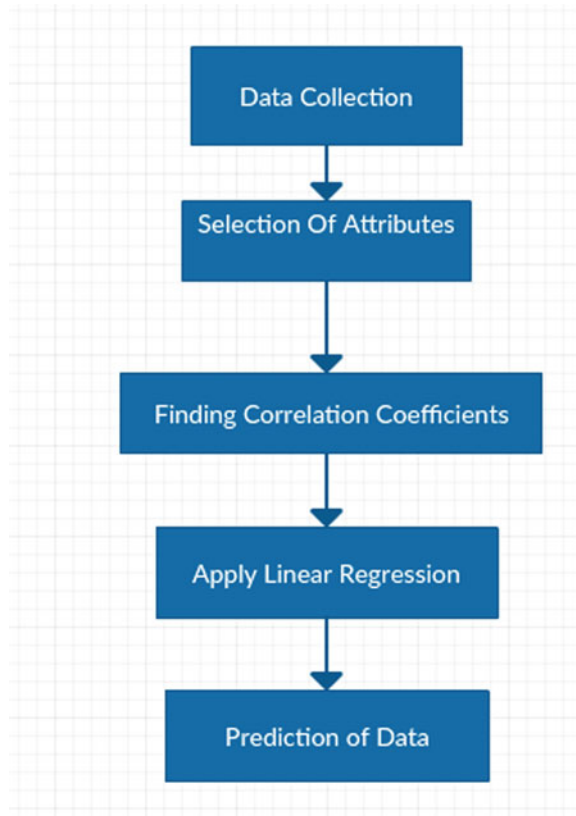 Data Collection
Selection Of Attributes
Finding Correlation Coefficients
Apply Linear Regression
Prediction of Data